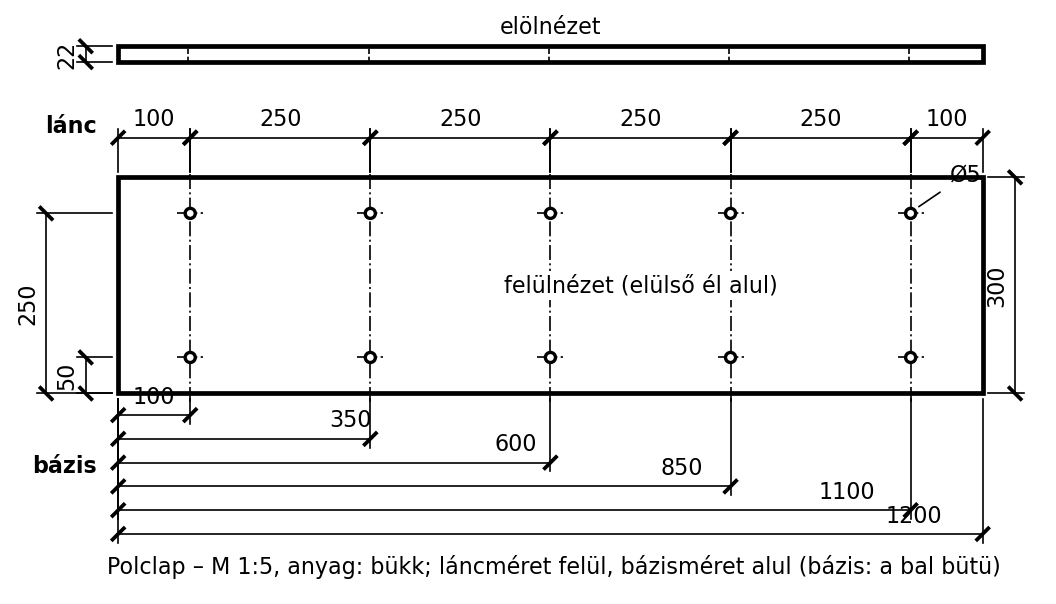 elölnézet
22
lánc
100 250 250 250 250 100
Ø5
felülnézet (elülső él alul)
250
50
300
100
350
600
bázis
850
1100
1200
Polclap – M 1:5, anyag: bükk; láncméret felül, bázisméret alul (bázis: a bal bütü)